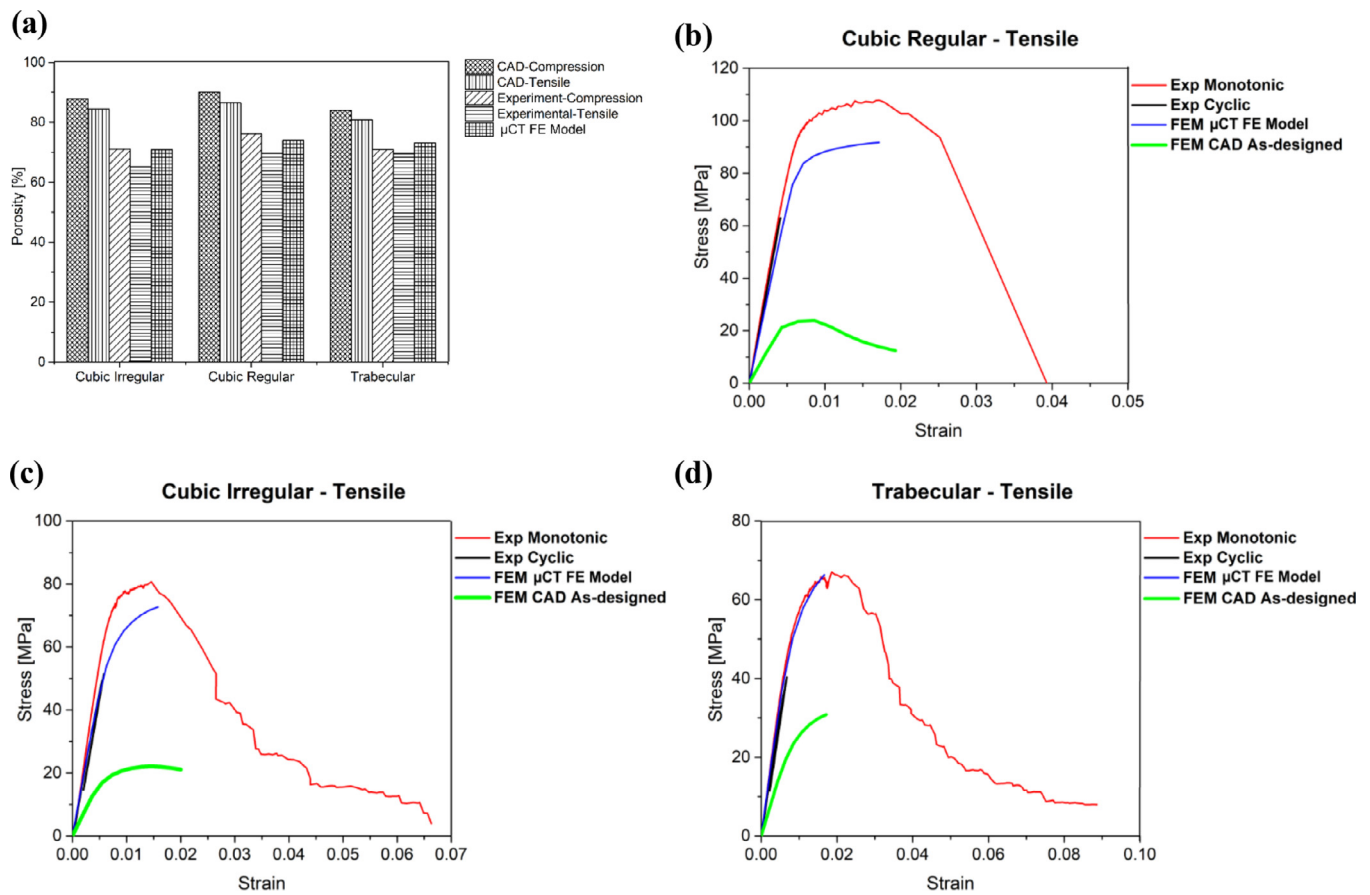 (a)
100
80
60
40
20
0
Porosity [%]
Cubic Irregular
Cubic Regular
Trabecular
CAD-Compression
CAD-Tensile
Experiment-Compression
Experimental-Tensile
µCT FE Model
(b)
Cubic Regular - Tensile
120
100
80
60
40
20
0
Stress [MPa]
0.00 0.01 0.02 0.03 0.04 0.05
Strain
Exp Monotonic
Exp Cyclic
FEM µCT FE Model
FEM CAD As-designed
(c)
Cubic Irregular - Tensile
100
80
60
40
20
0
Stress [MPa]
0.00 0.01 0.02 0.03 0.04 0.05 0.06 0.07
Strain
Exp Monotonic
Exp Cyclic
FEM µCT FE Model
FEM CAD As-designed
(d)
Trabecular - Tensile
80
60
40
20
0
Stress [MPa]
0.00 0.02 0.04 0.06 0.08 0.10
Strain
Exp Monotonic
Exp Cyclic
FEM µCT FE Model
FEM CAD As-designed